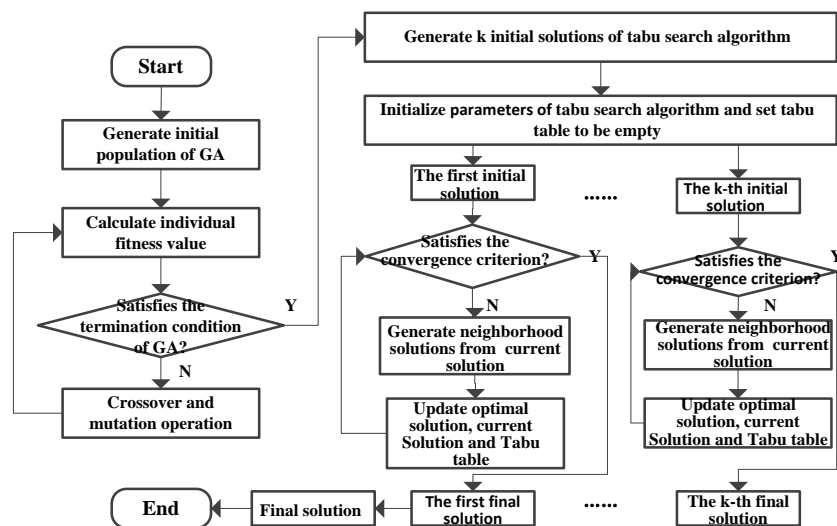 Start
Generate initial
population of GA
Calculate individual
fitness value
Satisfies the
termination condition
of GA?
Y
N
Crossover and
mutation operation
Generate k initial solutions of tabu search algorithm
Initialize parameters of tabu search algorithm and set tabu
table to be empty
The first initial
solution
......
The k-th initial
solution
Satisfies the
convergence criterion?
Y
N
Generate neighborhood
solutions from current
solution
Update optimal
solution, current
Solution and Tabu
table
Satisfies the
convergence criterion?
Y
N
Generate neighborhood
solutions from current
solution
Update optimal
solution, current
Solution and Tabu table
End
Final solution
The first final
solution
......
The k-th final
solution